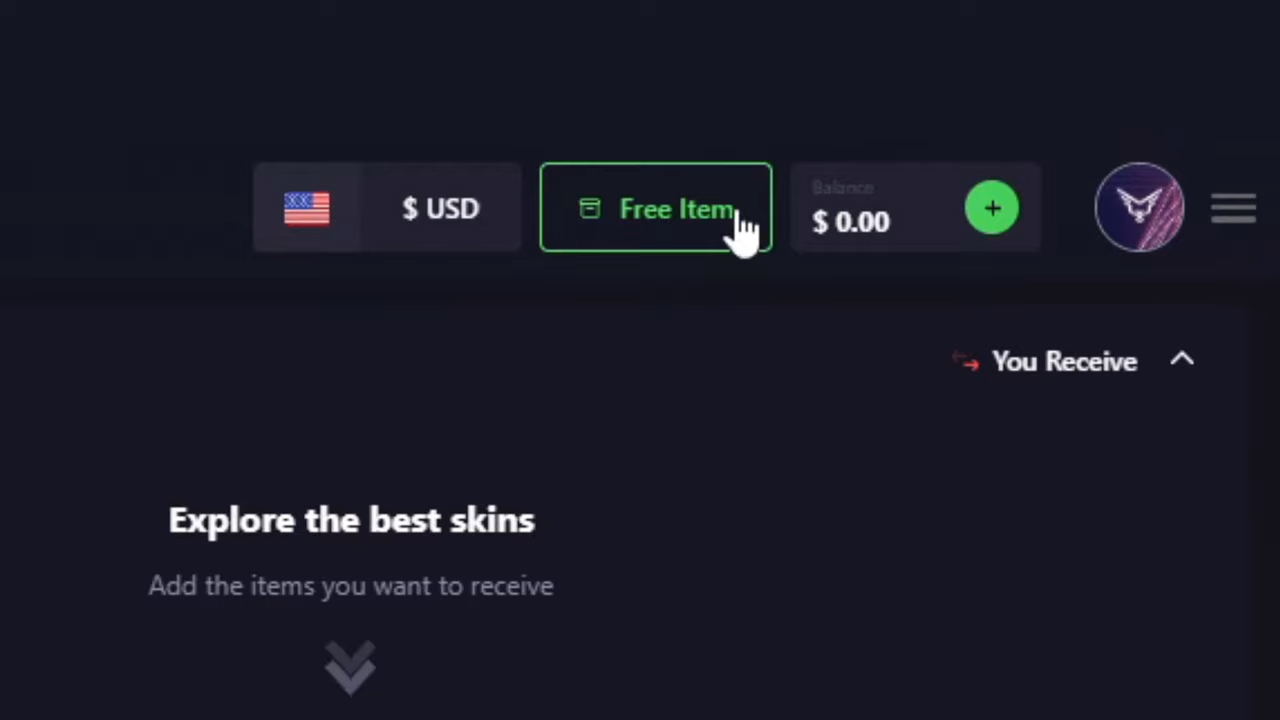 $ USD
Free Item
Balance
$ 0.00
You Receive
Explore the best skins
Add the items you want to receive